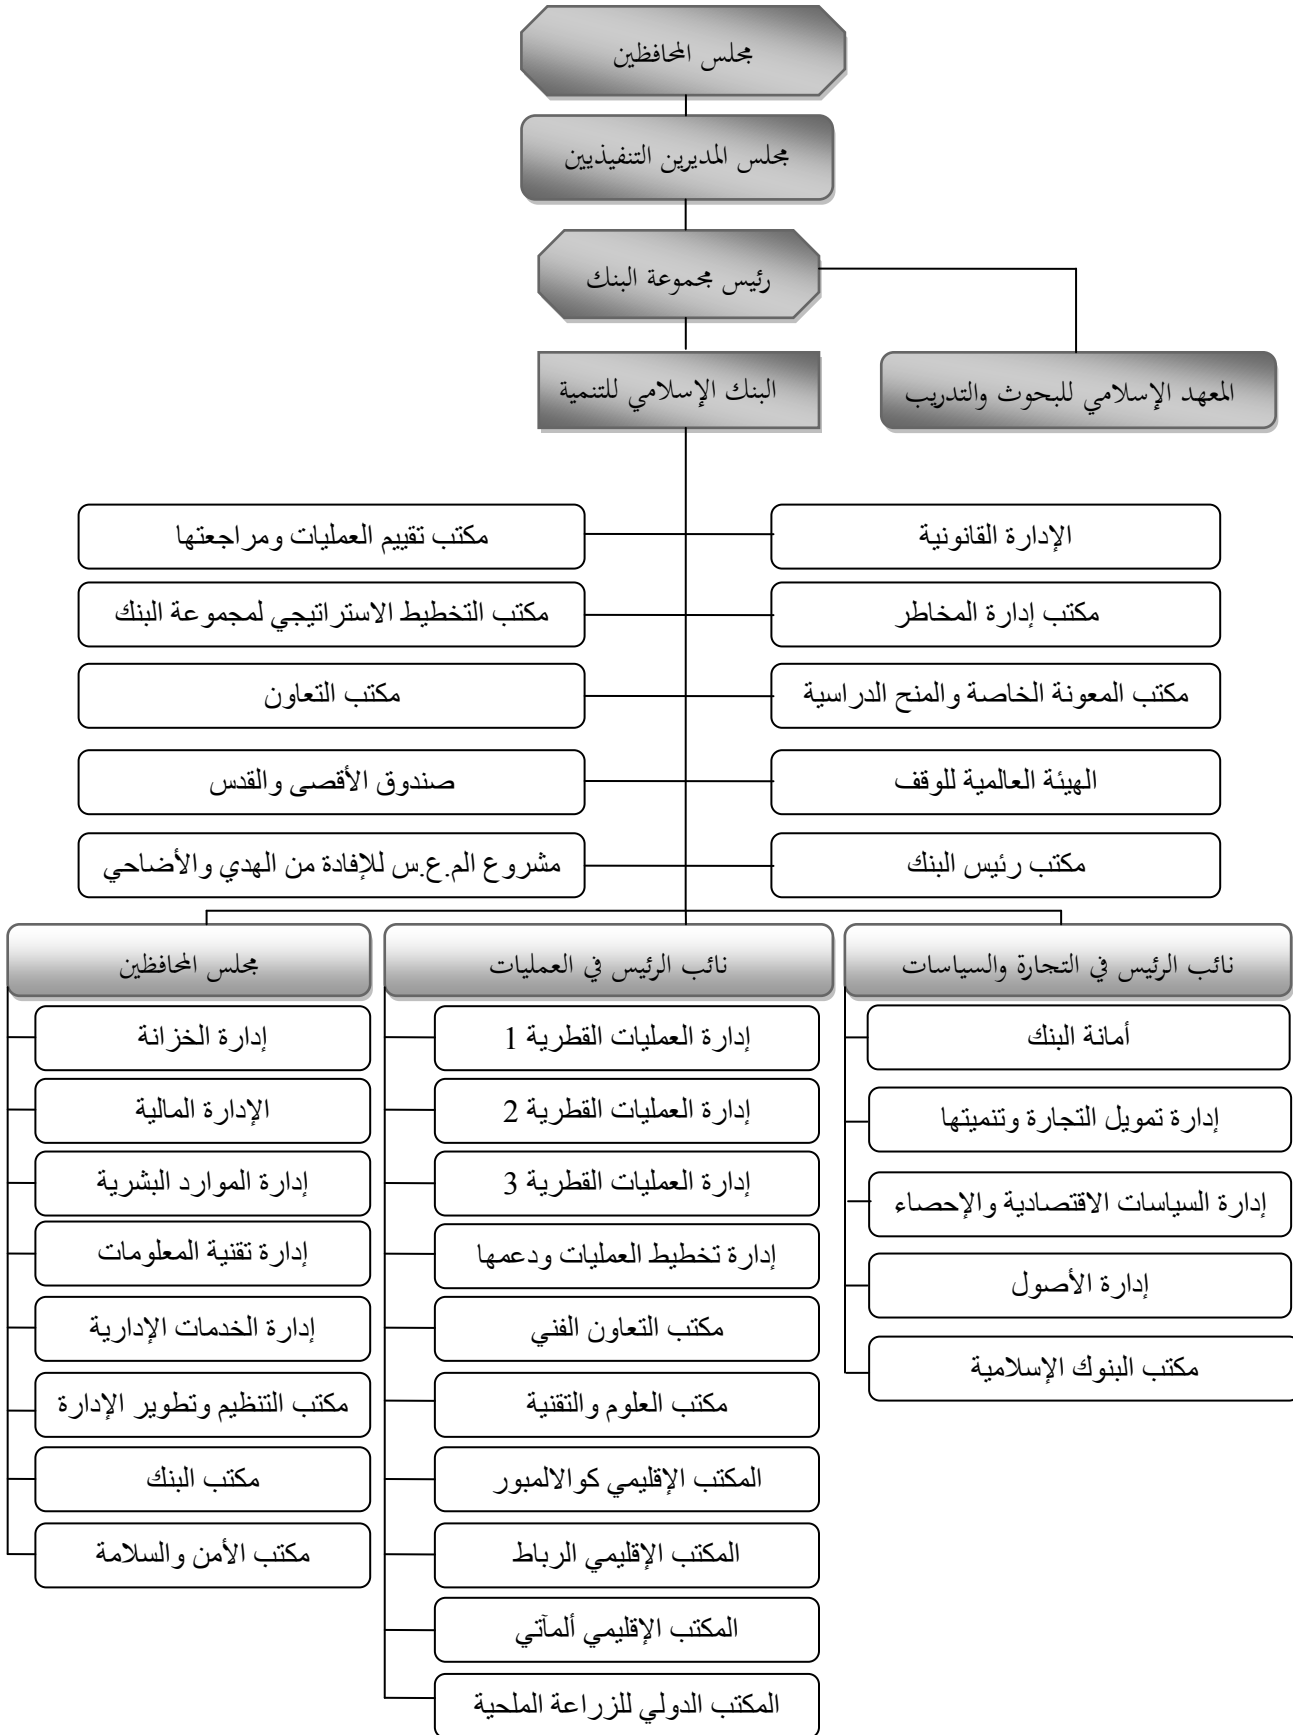 مجلس المحافظين
مجلس المديرين التنفيذيين
رئيس مجموعة البنك
المعهد الإسلامي للبحوث والتدريب
البنك الإسلامي للتنمية
الإدارة القانونية
مكتب تقييم العمليات ومراجعتها
مكتب إدارة المخاطر
مكتب التخطيط الاستراتيجي لمجموعة البنك
مكتب المعونة الخاصة والمنح الدراسية
مكتب التعاون
الهيئة العالمية للوقف
صندوق الأقصى والقدس
مكتب رئيس البنك
مشروع الم.ع.س للإفادة من الهدي والأضاحي
نائب الرئيس في التجارة والسياسات
أمانة البنك
إدارة تمويل التجارة وتنميتها
إدارة السياسات الاقتصادية والإحصاء
إدارة الأصول
مكتب البنوك الإسلامية
نائب الرئيس في العمليات
إدارة العمليات القطرية 1
إدارة العمليات القطرية 2
إدارة العمليات القطرية 3
إدارة تخطيط العمليات ودعمها
مكتب التعاون الفني
مكتب العلوم والتقنية
المكتب الإقليمي كوالالمبور
المكتب الإقليمي الرباط
المكتب الإقليمي ألمآتي
المكتب الدولي للزراعة الملحية
مجلس المحافظين
إدارة الخزانة
الإدارة المالية
إدارة الموارد البشرية
إدارة تقنية المعلومات
إدارة الخدمات الإدارية
مكتب التنظيم وتطوير الإدارة
مكتب البنك
مكتب الأمن والسلامة